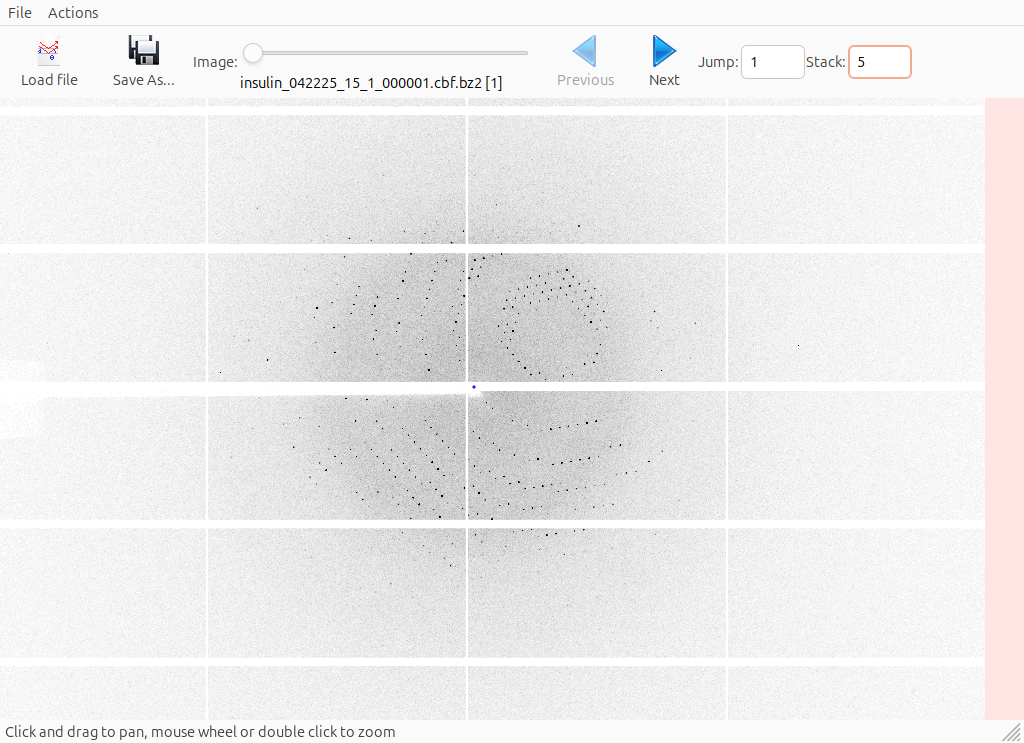 File Actions
Load file Save As... Image: Previous Next Jump: 1 Stack: 5
insulin_042225_15_1_000001.cbf.bz2 [1]
Click and drag to pan, mouse wheel or double click to zoom